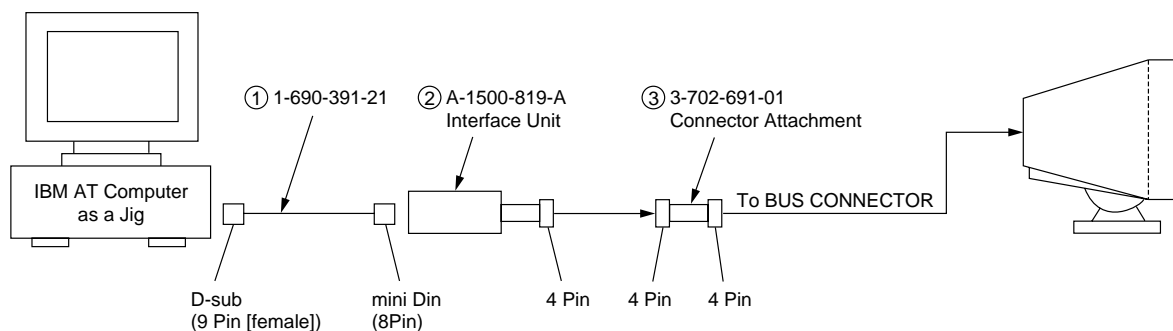 ① 1-690-391-21
② A-1500-819-A
Interface Unit
③ 3-702-691-01
Connector Attachment
IBM AT Computer
as a Jig
To BUS CONNECTOR
D-sub
(9 Pin [female])
mini Din
(8Pin)
4 Pin
4 Pin
4 Pin